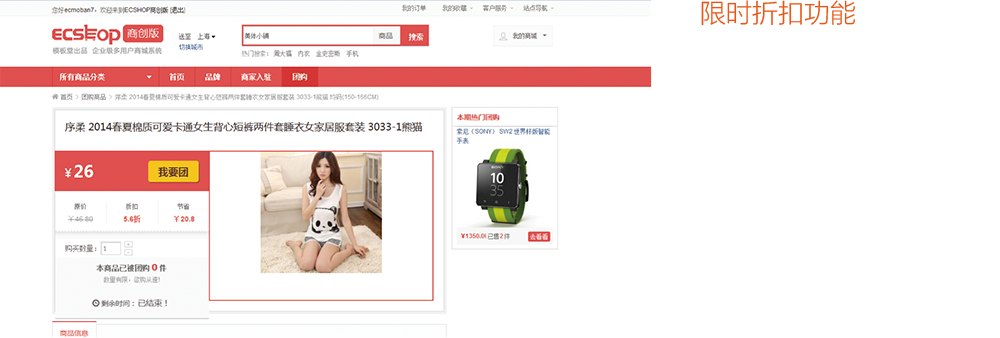 您好ecmoban7，欢迎来到ECSHOP商创版 [退出]
我的订单 我的收藏 客户服务 站点导航
限时折扣功能
ecshop 商创版
模板堂出品 企业级多用户商城系统
送至 上海
切换城市
美体小铺 商品 搜索
热门搜索： 周大福 内衣 金史密斯 手机
我的商城
所有商品分类 首页 品牌 商家入驻 团购
首页 > 团购商品 > 序柔 2014春夏棉质可爱卡通女生背心短裤两件套睡衣女家居服套装 3033-1熊猫 均码(150-166CM)
序柔 2014春夏棉质可爱卡通女生背心短裤两件套睡衣女家居服套装 3033-1熊猫
¥26 我要团
原价 折扣 节省
￥46.80 5.6折 ￥20.8
购买数量： 1
本商品已被团购 0 件
数量有限，欲购从速！
剩余时间：已结束！
商品信息
本期热门团购
索尼（SONY） SW2 世界杯版智能
手表
10
35
¥1350.0 已售2件 去看看